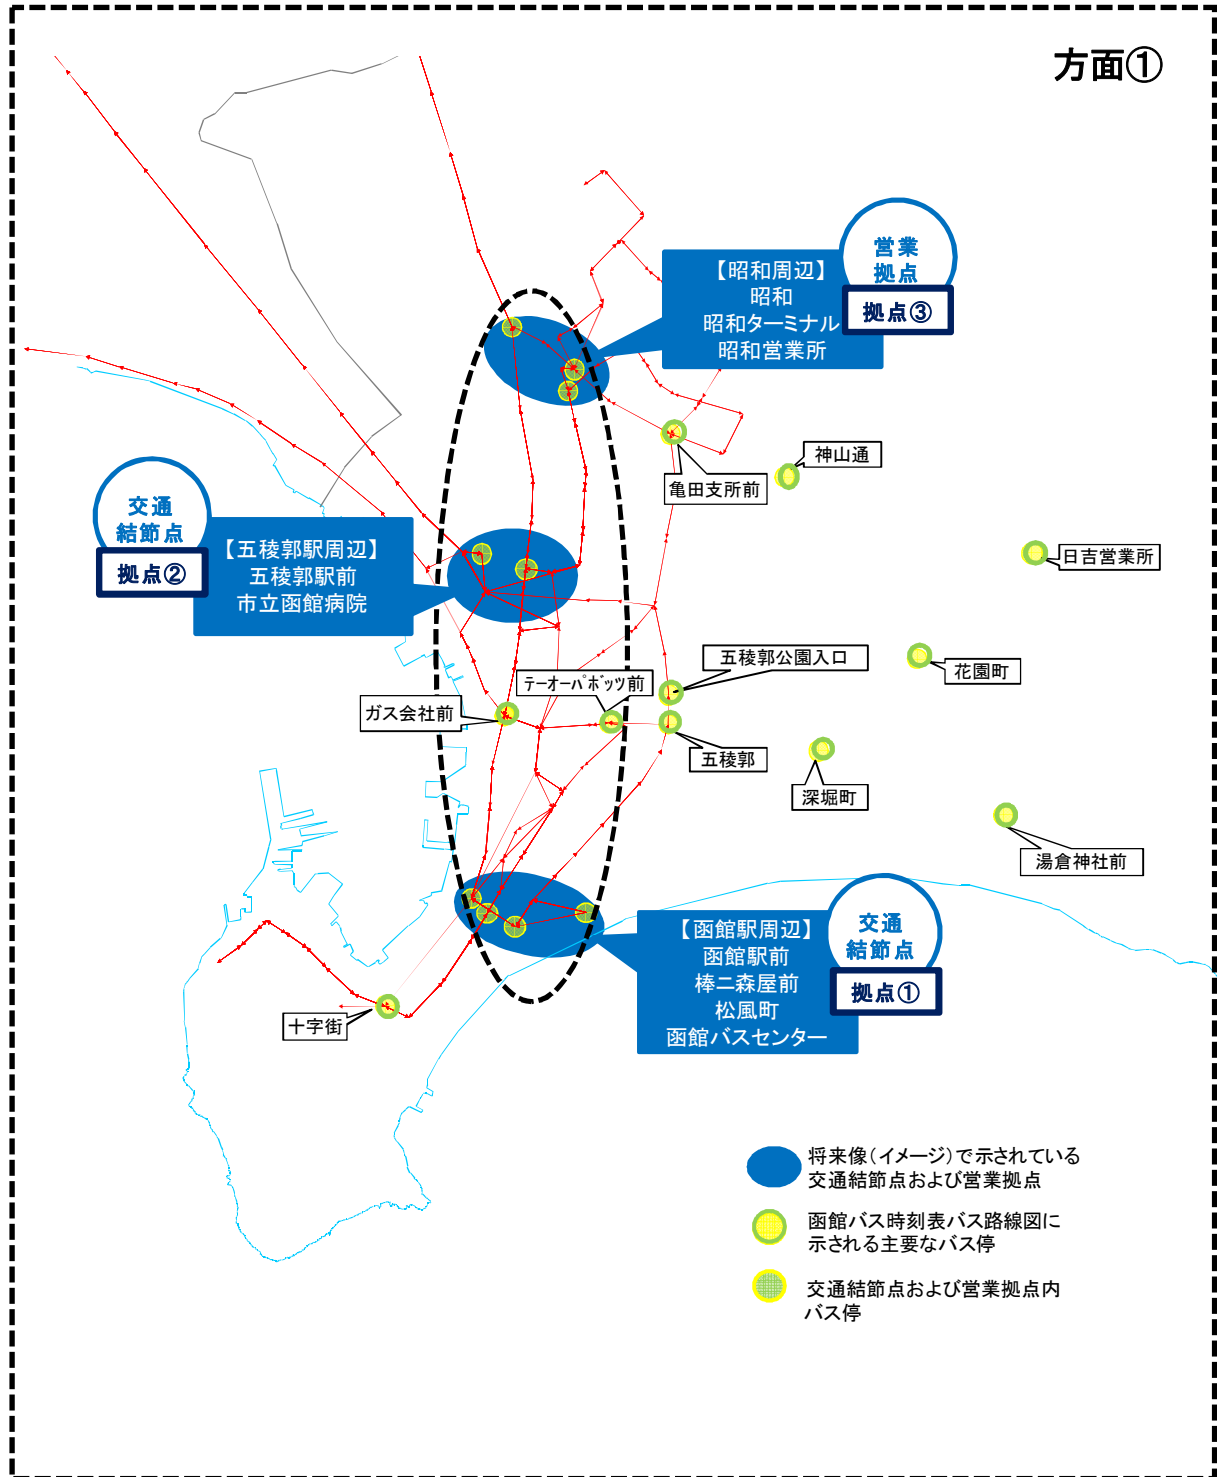 方面①
営業
拠点
拠点③
【昭和周辺】
昭和
昭和ターミナル
昭和営業所
神山通
亀田支所前
日吉営業所
交通
結節点
拠点②
【五稜郭駅周辺】
五稜郭駅前
市立函館病院
五稜郭公園入口
花園町
テーオーパボッツ前
ガス会社前
五稜郭
深堀町
湯倉神社前
交通
結節点
拠点①
【函館駅周辺】
函館駅前
棒二森屋前
松風町
函館バスセンター
十字街
将来像(イメージ)で示されている
交通結節点および営業拠点
函館バス時刻表バス路線図に
示される主要なバス停
交通結節点および営業拠点内
バス停